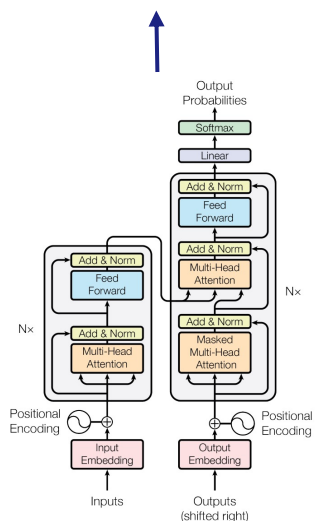 Output
Probabilities
Softmax
Linear
Add & Norm
Feed
Forward
Add & Norm
Multi-Head
Attention
Add & Norm
Masked
Multi-Head
Attention
N×
Positional
Encoding
Output
Embedding
Outputs
(shifted right)
Add & Norm
Feed
Forward
Add & Norm
Multi-Head
Attention
N×
Positional
Encoding
Input
Embedding
Inputs